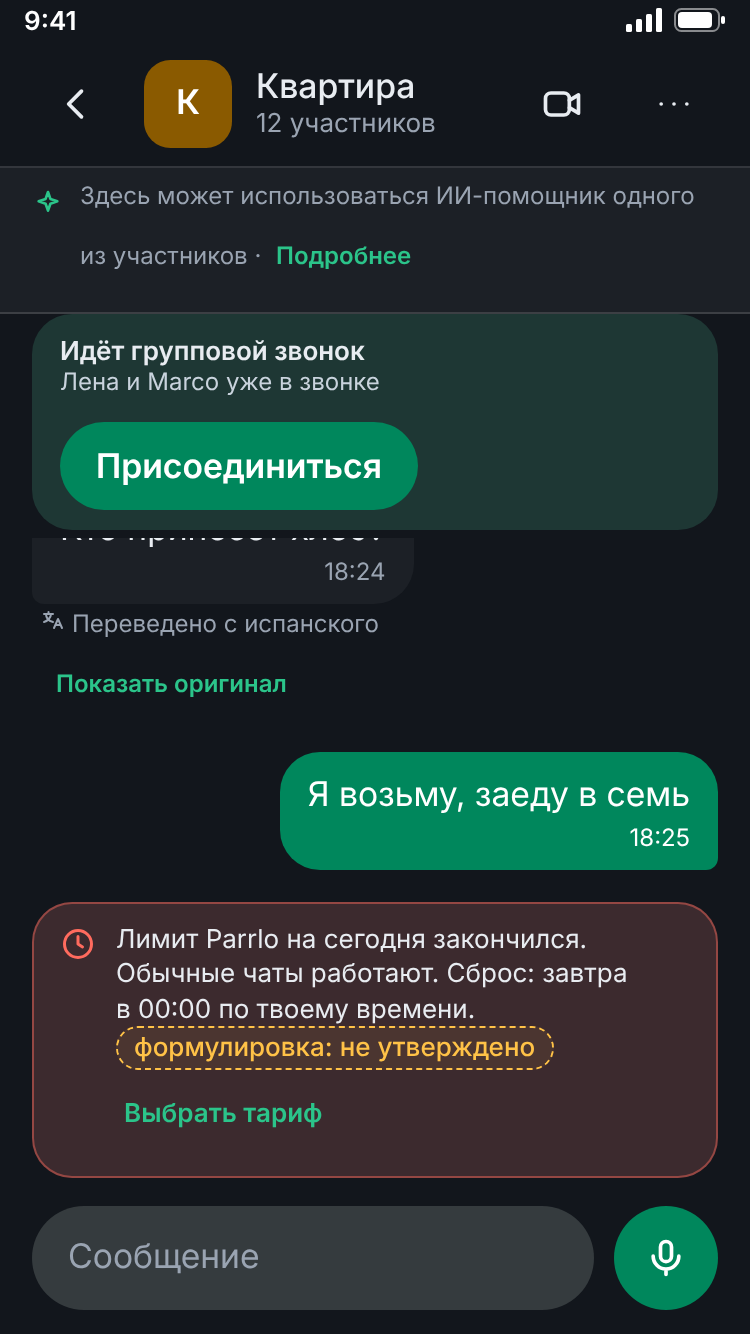 9:41
К
Квартира
12 участников
Здесь может использоваться ИИ-помощник одного
из участников · Подробнее
Идёт групповой звонок
Лена и Marco уже в звонке
Присоединиться
18:24
Переведено с испанского
Показать оригинал
Я возьму, заеду в семь
18:25
Лимит Parrlo на сегодня закончился.
Обычные чаты работают. Сброс: завтра
в 00:00 по твоему времени.
формулировка: не утверждено
Выбрать тариф
Сообщение